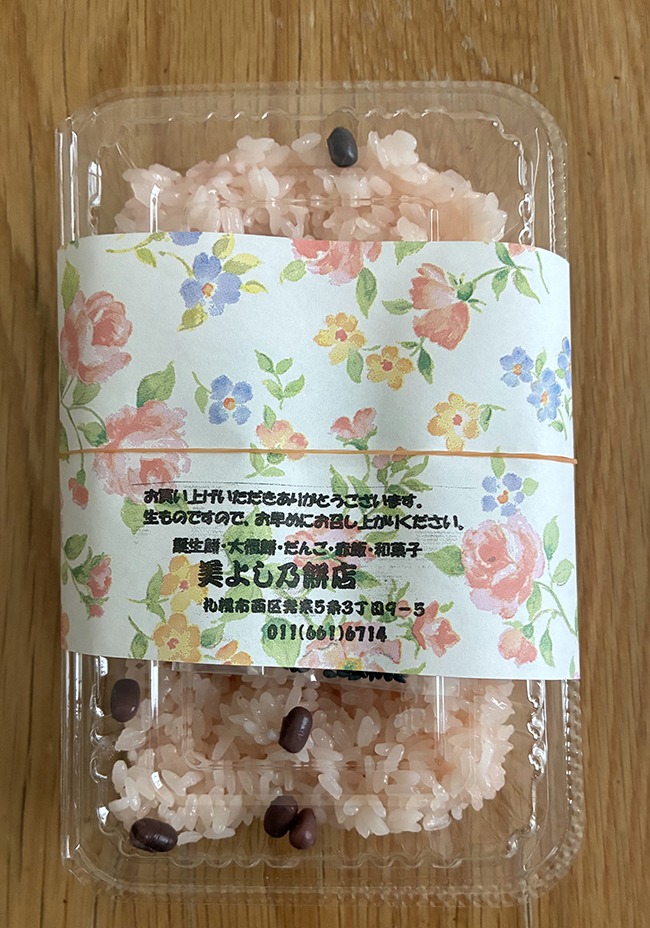 お買い上げいただきありがとうございます。
生ものですので、お早めにお召し上がりください。
誕生餅・大福餅・だんご・赤飯・和菓子
美よし乃餅店
札幌市西区発寒5条3丁目9－5
011(661)6714